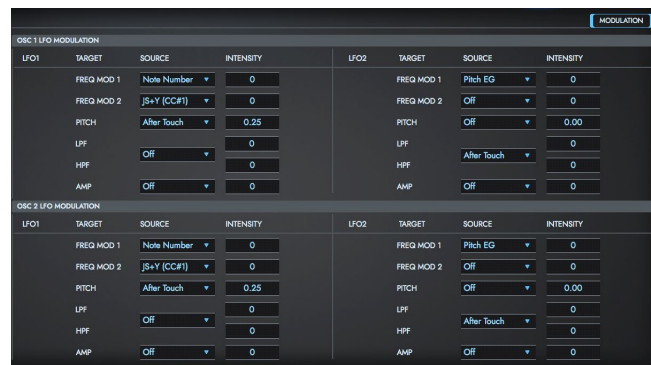 MODULATION
OSC 1 LFO MODULATION
LFO1 TARGET SOURCE INTENSITY LFO2 TARGET SOURCE INTENSITY
FREQ MOD 1 Note Number 0 FREQ MOD 1 Pitch EG 0
FREQ MOD 2 JS+Y (CC#1) 0 FREQ MOD 2 Off 0
PITCH After Touch 0.25 PITCH Off 0.00
LPF 0 LPF 0
Off After Touch
HPF 0 HPF 0
AMP Off 0 AMP Off 0
OSC 2 LFO MODULATION
LFO1 TARGET SOURCE INTENSITY LFO2 TARGET SOURCE INTENSITY
FREQ MOD 1 Note Number 0 FREQ MOD 1 Pitch EG 0
FREQ MOD 2 JS+Y (CC#1) 0 FREQ MOD 2 Off 0
PITCH After Touch 0.25 PITCH Off 0.00
LPF 0 LPF 0
Off After Touch
HPF 0 HPF 0
AMP Off 0 AMP Off 0